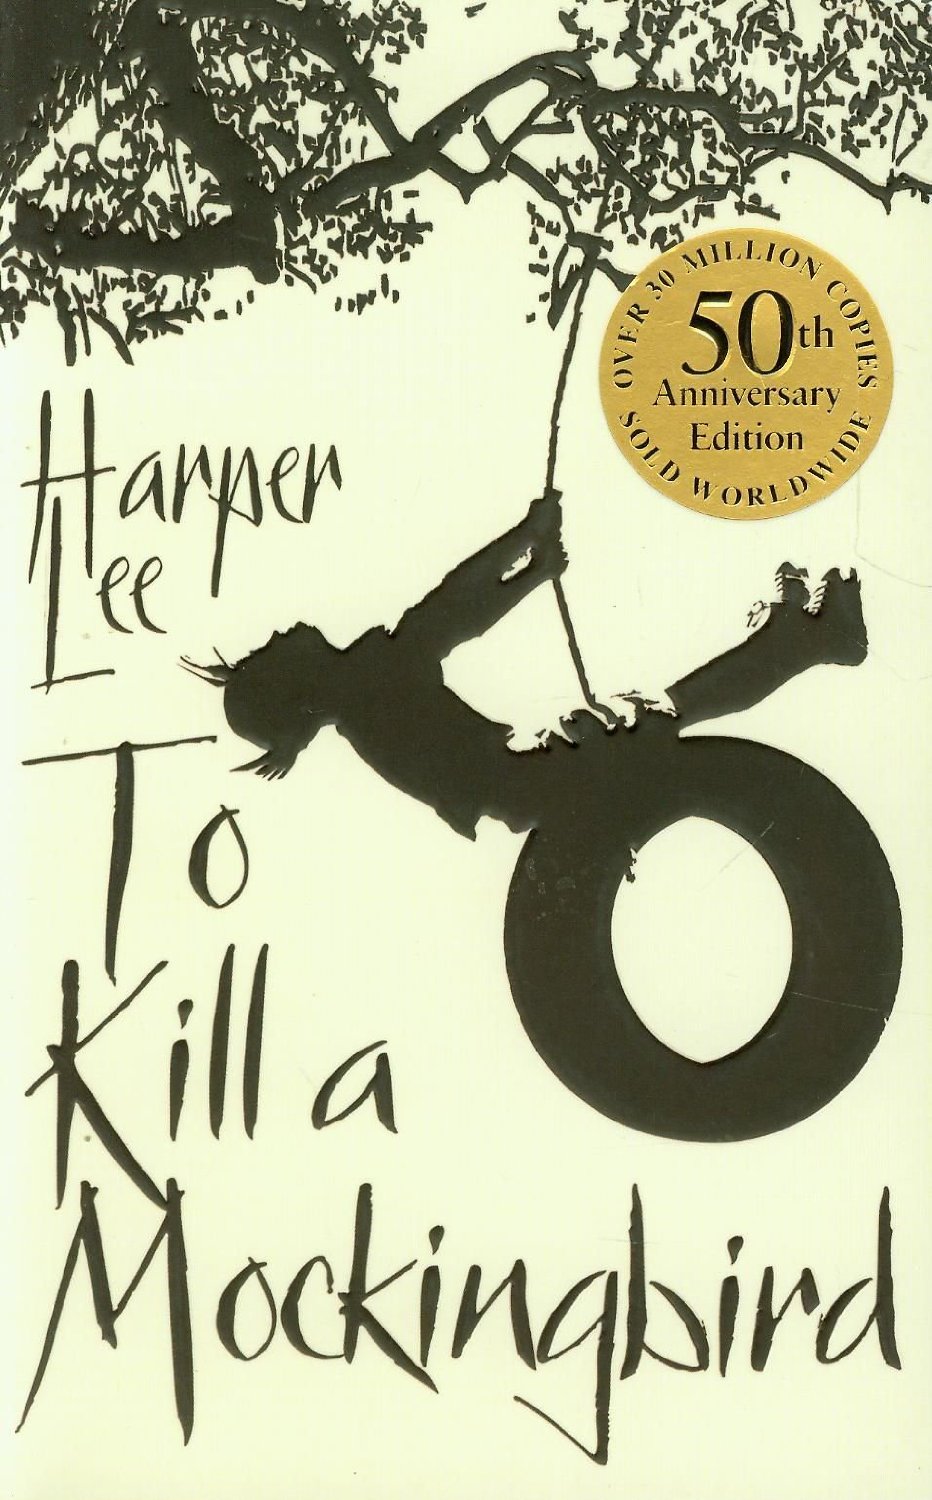 OVER 30 MILLION COPIES
50th
Anniversary
Edition
SOLD WORLDWIDE
Harper
Lee
To
Kill a
Mockingbird